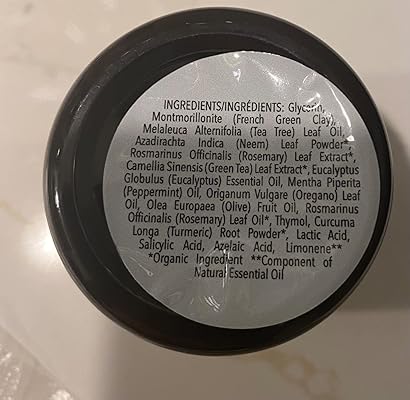 INGREDIENTS/INGRÉDIENTS: Glycerin,
Montmorillonite (French Green Clay),
Melaleuca Alternifolia (Tea Tree) Leaf Oil,
Azadirachta Indica (Neem) Leaf Powder*,
Rosmarinus Officinalis (Rosemary) Leaf Extract*,
Camellia Sinensis (Green Tea) Leaf Extract*, Eucalyptus
Globulus (Eucalyptus) Essential Oil, Mentha Piperita
(Peppermint) Oil, Origanum Vulgare (Oregano) Leaf
Oil, Olea Europaea (Olive) Fruit Oil, Rosmarinus
Officinalis (Rosemary) Leaf Oil*, Thymol, Curcuma
Longa (Turmeric) Root Powder*, Lactic Acid,
Salicylic Acid, Azelaic Acid, Limonene**
*Organic Ingredient **Component of
Natural Essential Oil